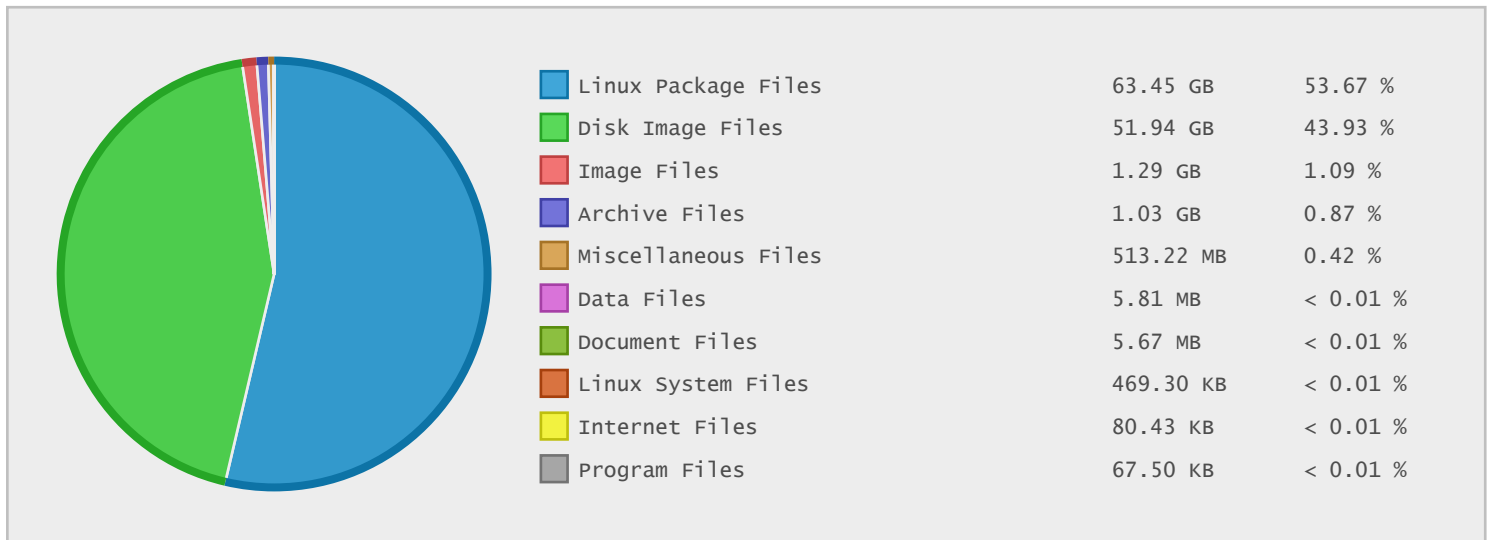 Linux Package Files 63.45 GB 53.67 %
Disk Image Files 51.94 GB 43.93 %
Image Files 1.29 GB 1.09 %
Archive Files 1.03 GB 0.87 %
Miscellaneous Files 513.22 MB 0.42 %
Data Files 5.81 MB < 0.01 %
Document Files 5.67 MB < 0.01 %
Linux System Files 469.30 KB < 0.01 %
Internet Files 80.43 KB < 0.01 %
Program Files 67.50 KB < 0.01 %